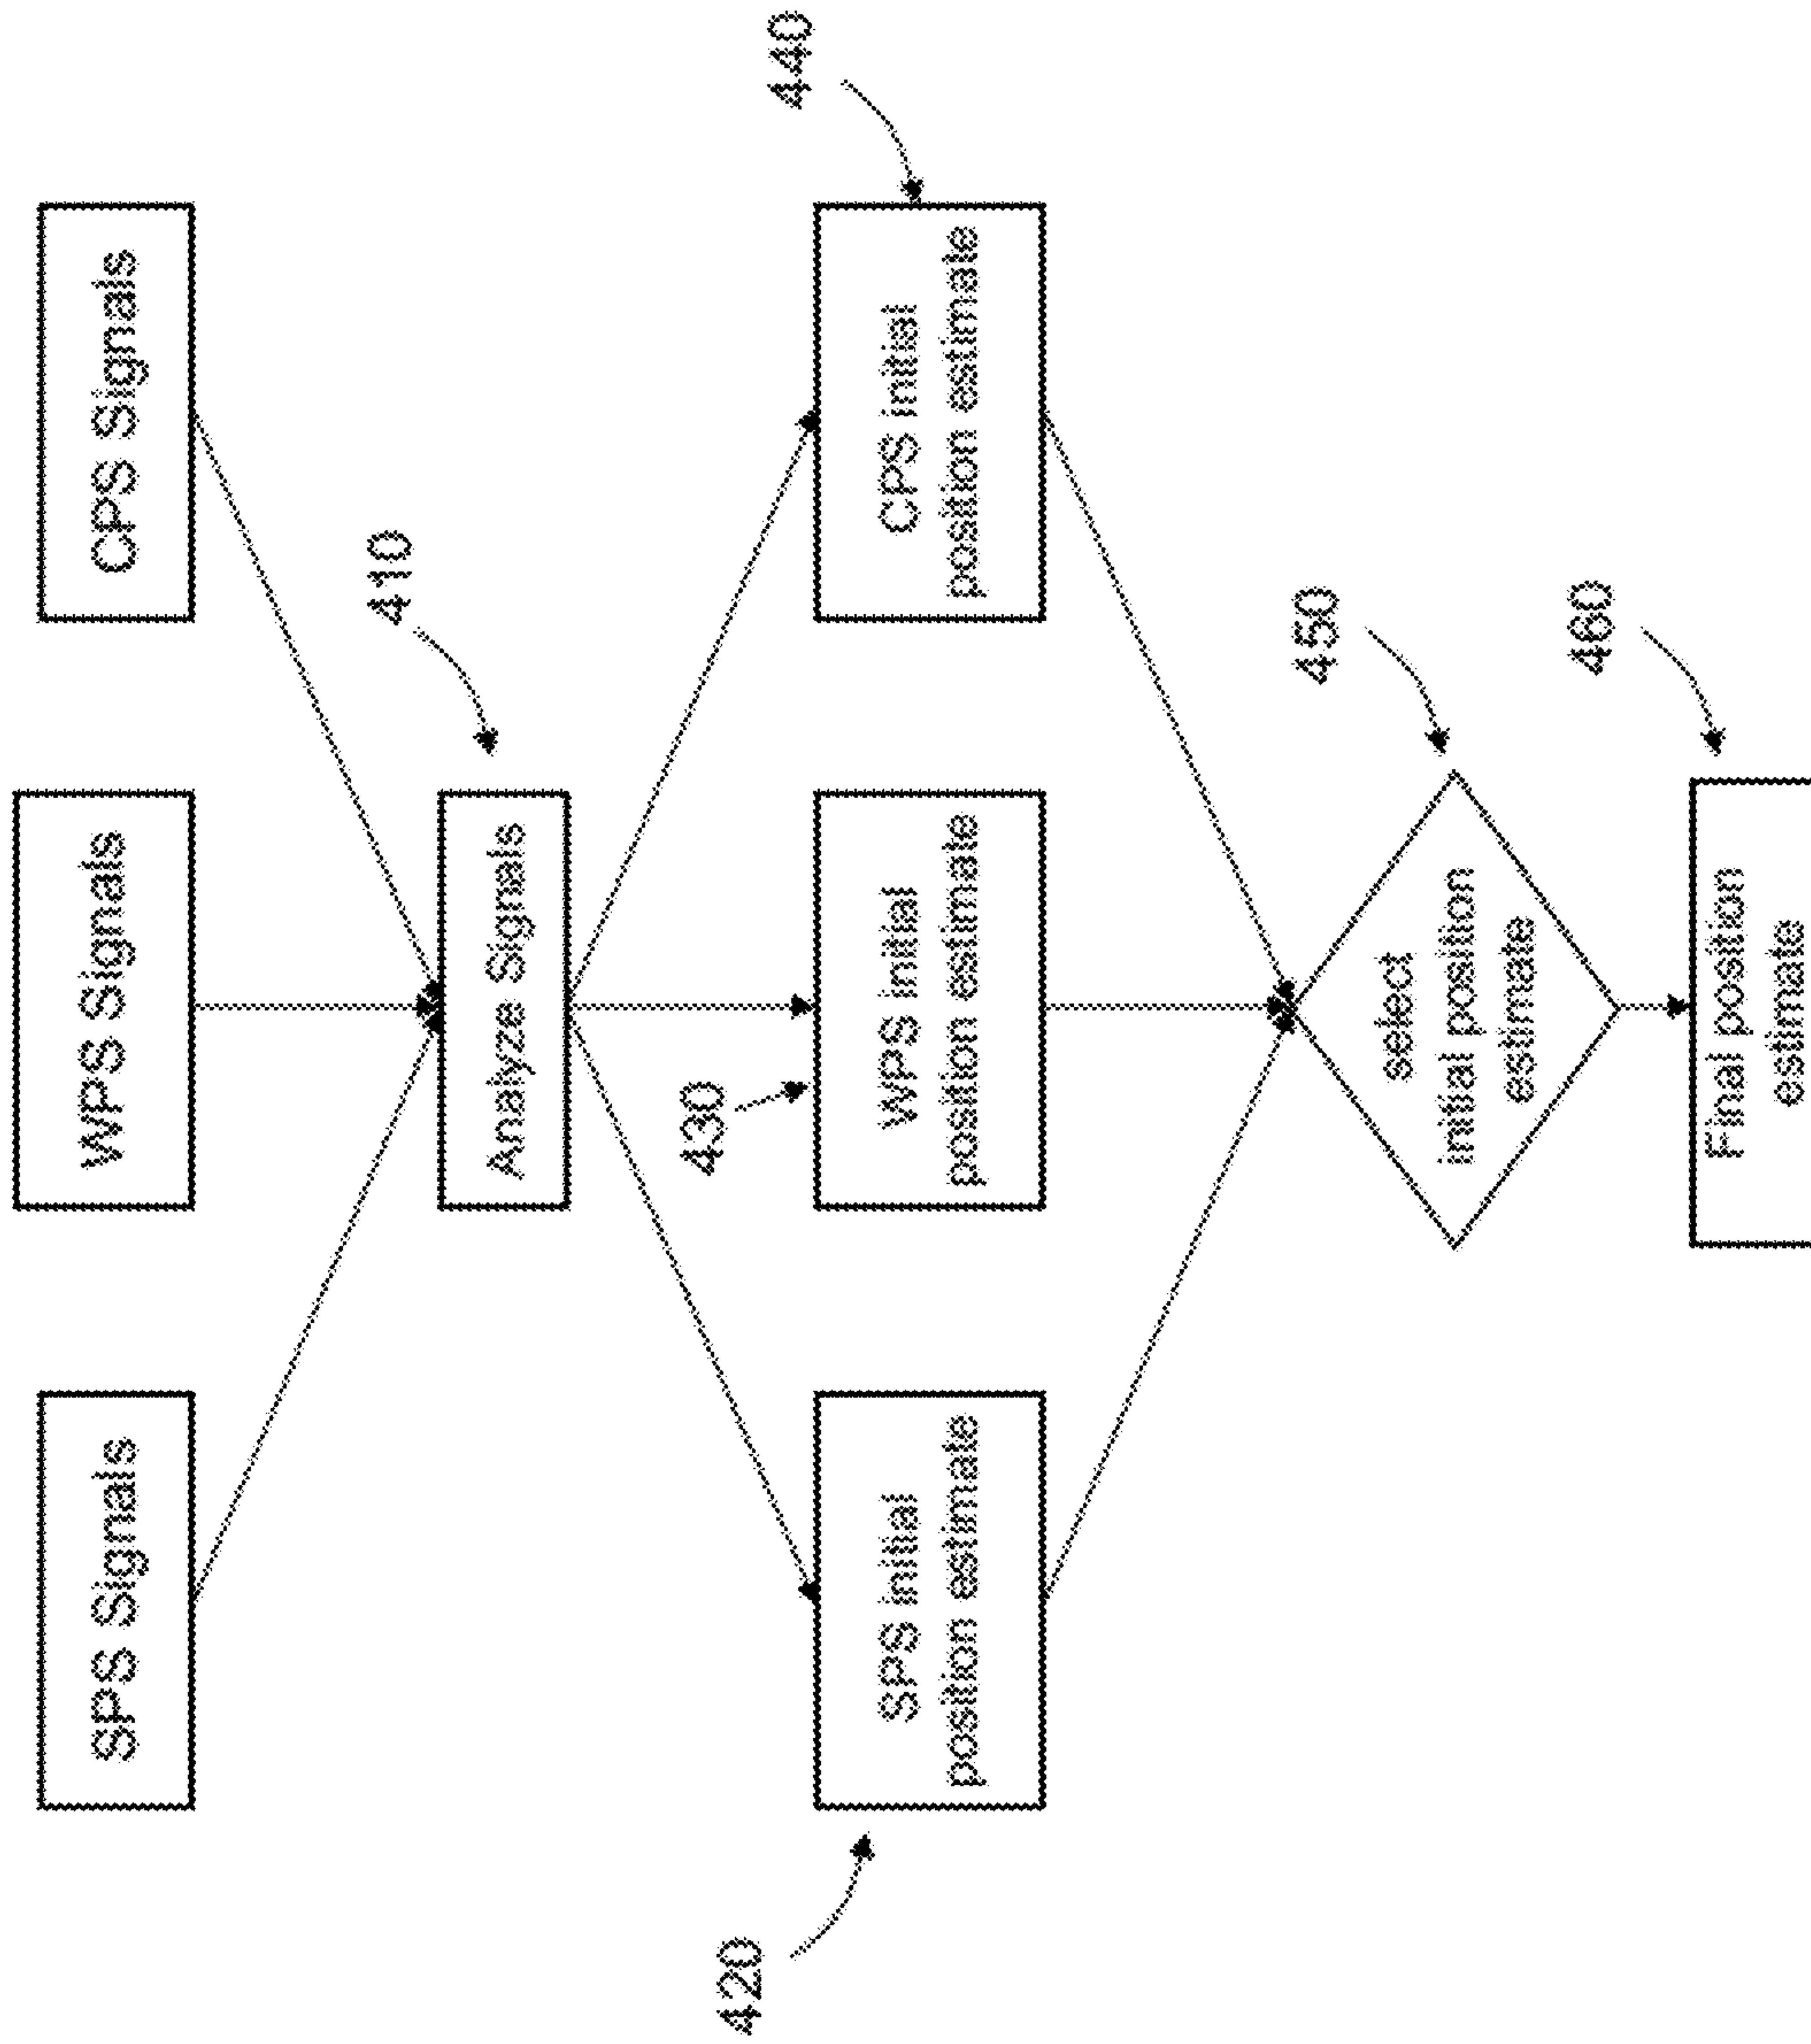 SPS Signals
WPS Signals
CPS Signals
410
Analyze Signals
420
430
440
SPS initial
position estimate
WPS initial
position estimate
CPS initial
position estimate
450
select
initial position
estimate
460
Final position
estimate